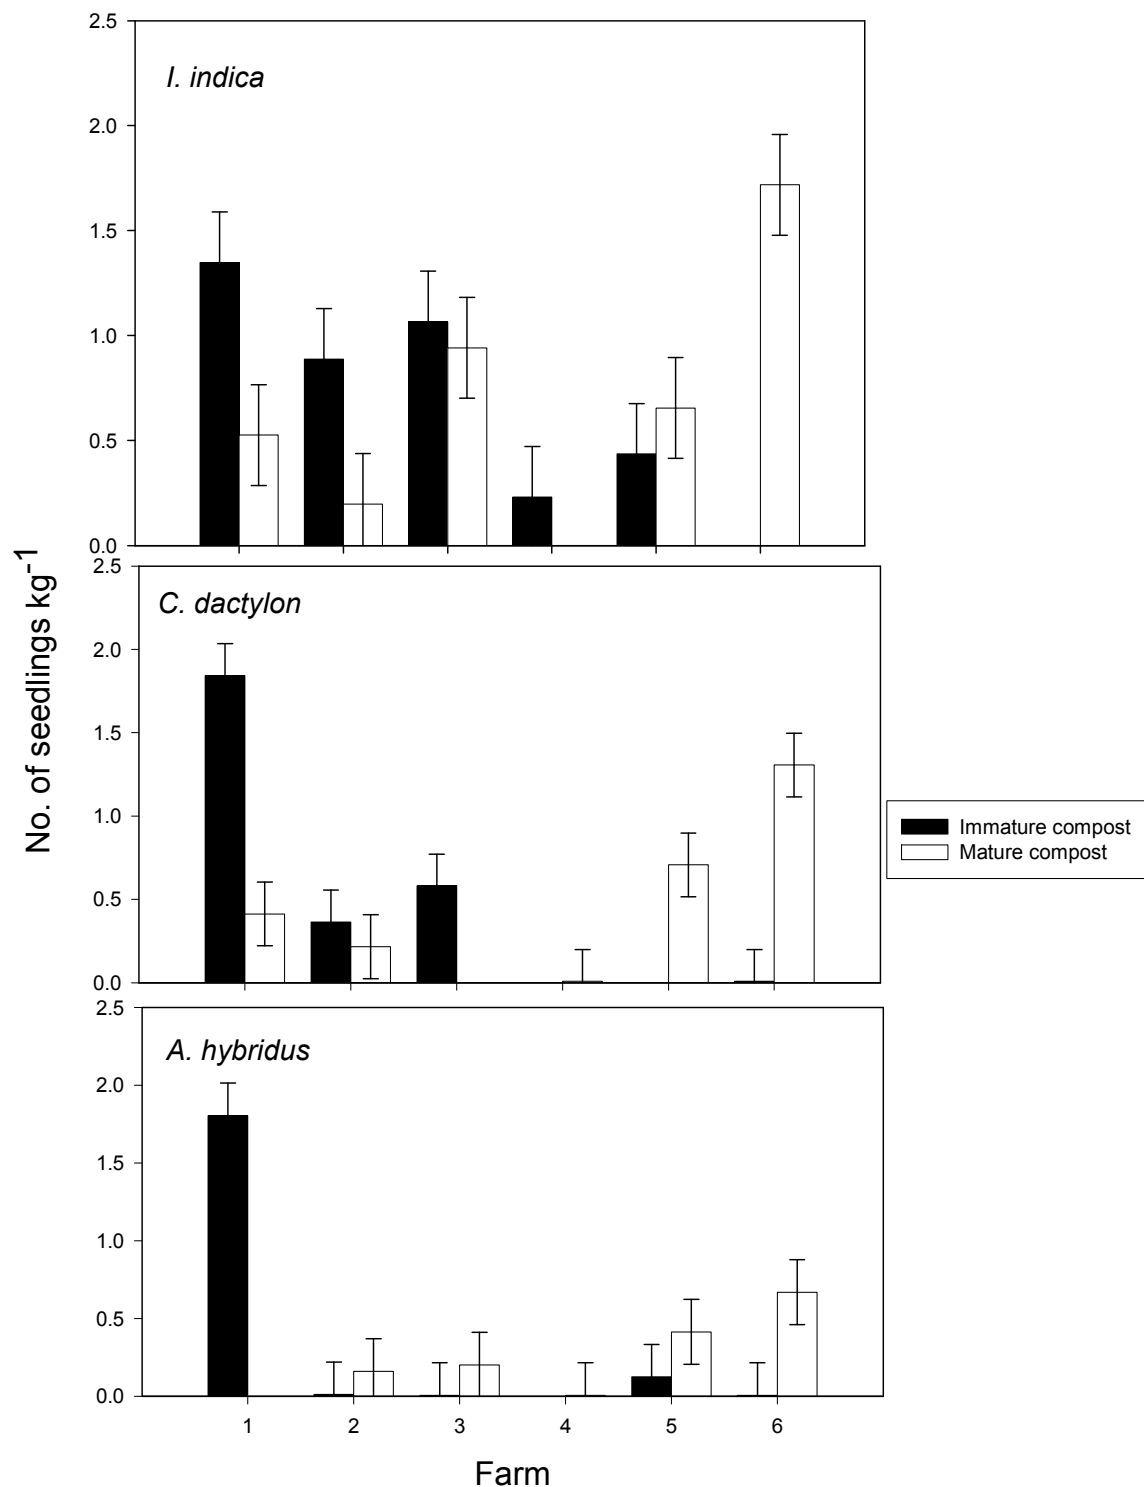 2.5
I. indica
2.0
1.5
1.0
0.5
0.0
2.5
C. dactylon
2.0
1.5
1.0
0.5
0.0
2.5
A. hybridus
2.0
1.5
1.0
0.5
0.0
1 2 3 4 5 6
Farm
No. of seedlings kg-1
Immature compost
Mature compost